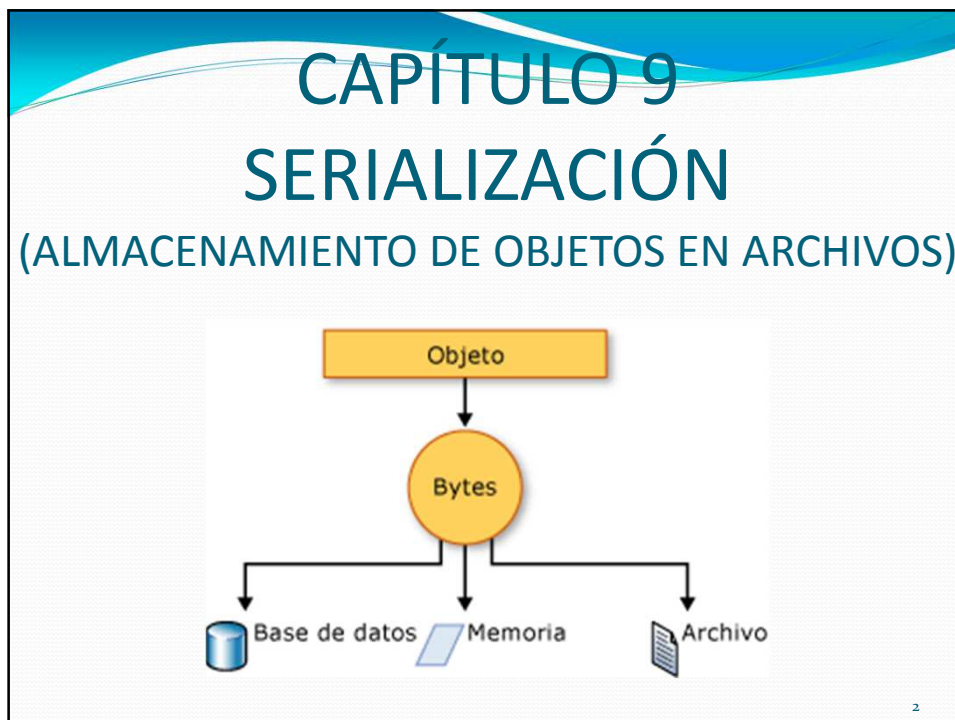 CAPÍTULO 9
SERIALIZACIÓN
(ALMACENAMIENTO DE OBJETOS EN ARCHIVOS)
Objeto
Bytes
Base de datos
Memoria
Archivo
2